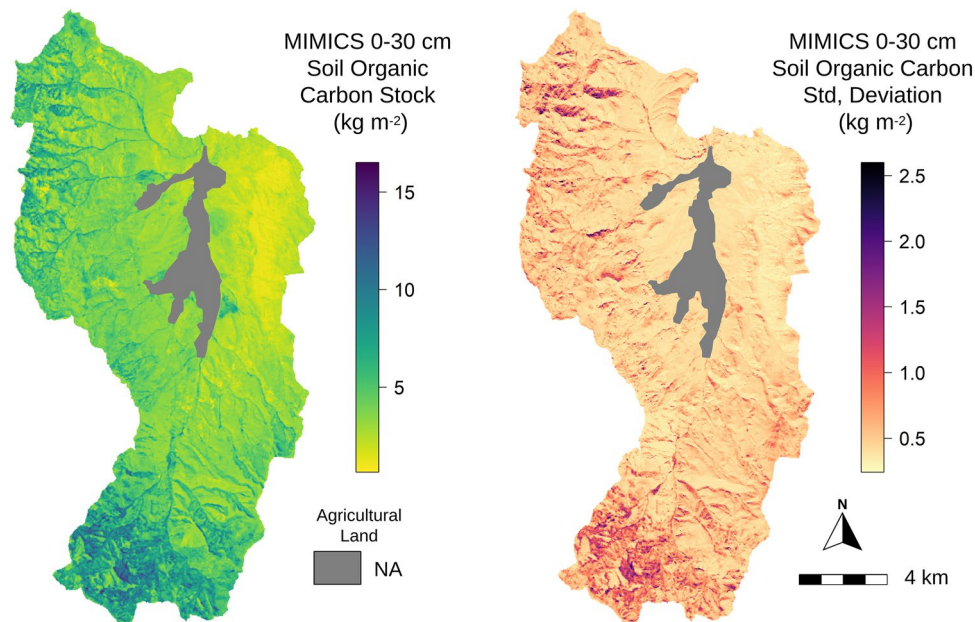 MIMICS 0-30 cm
Soil Organic
Carbon Stock
(kg m-2)
15
10
5
Agricultural
Land
NA
MIMICS 0-30 cm
Soil Organic Carbon
Std, Deviation
(kg m-2)
2.5
2.0
1.5
1.0
0.5
N
4 km